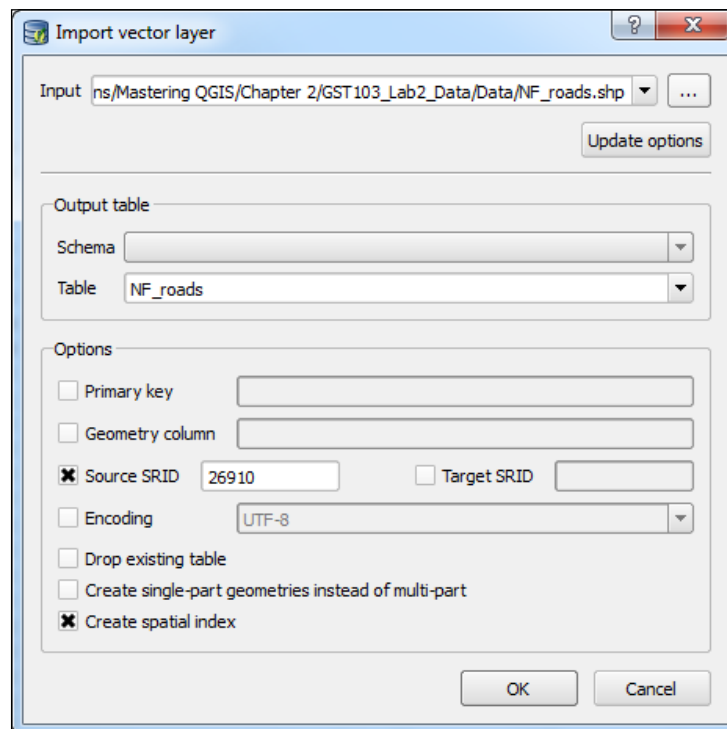 Import vector layer
Input ns/Mastering QGIS/Chapter 2/GST103_Lab2_Data/Data/NF_roads.shp ...
Update options
Output table
Schema
Table NF_roads
Options
Primary key
Geometry column
Source SRID 26910 Target SRID
Encoding UTF-8
Drop existing table
Create single-part geometries instead of multi-part
Create spatial index
OK Cancel